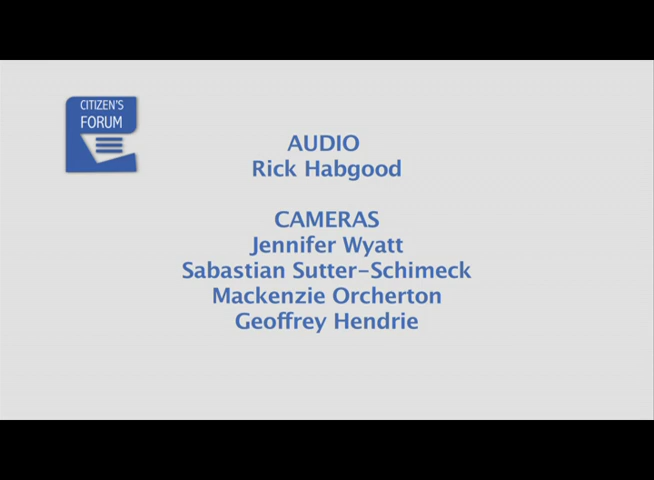 CITIZEN'S
FORUM
AUDIO
Rick Habgood
CAMERAS
Jennifer Wyatt
Sabastian Sutter-Schimeck
Mackenzie Orcherton
Geoffrey Hendrie